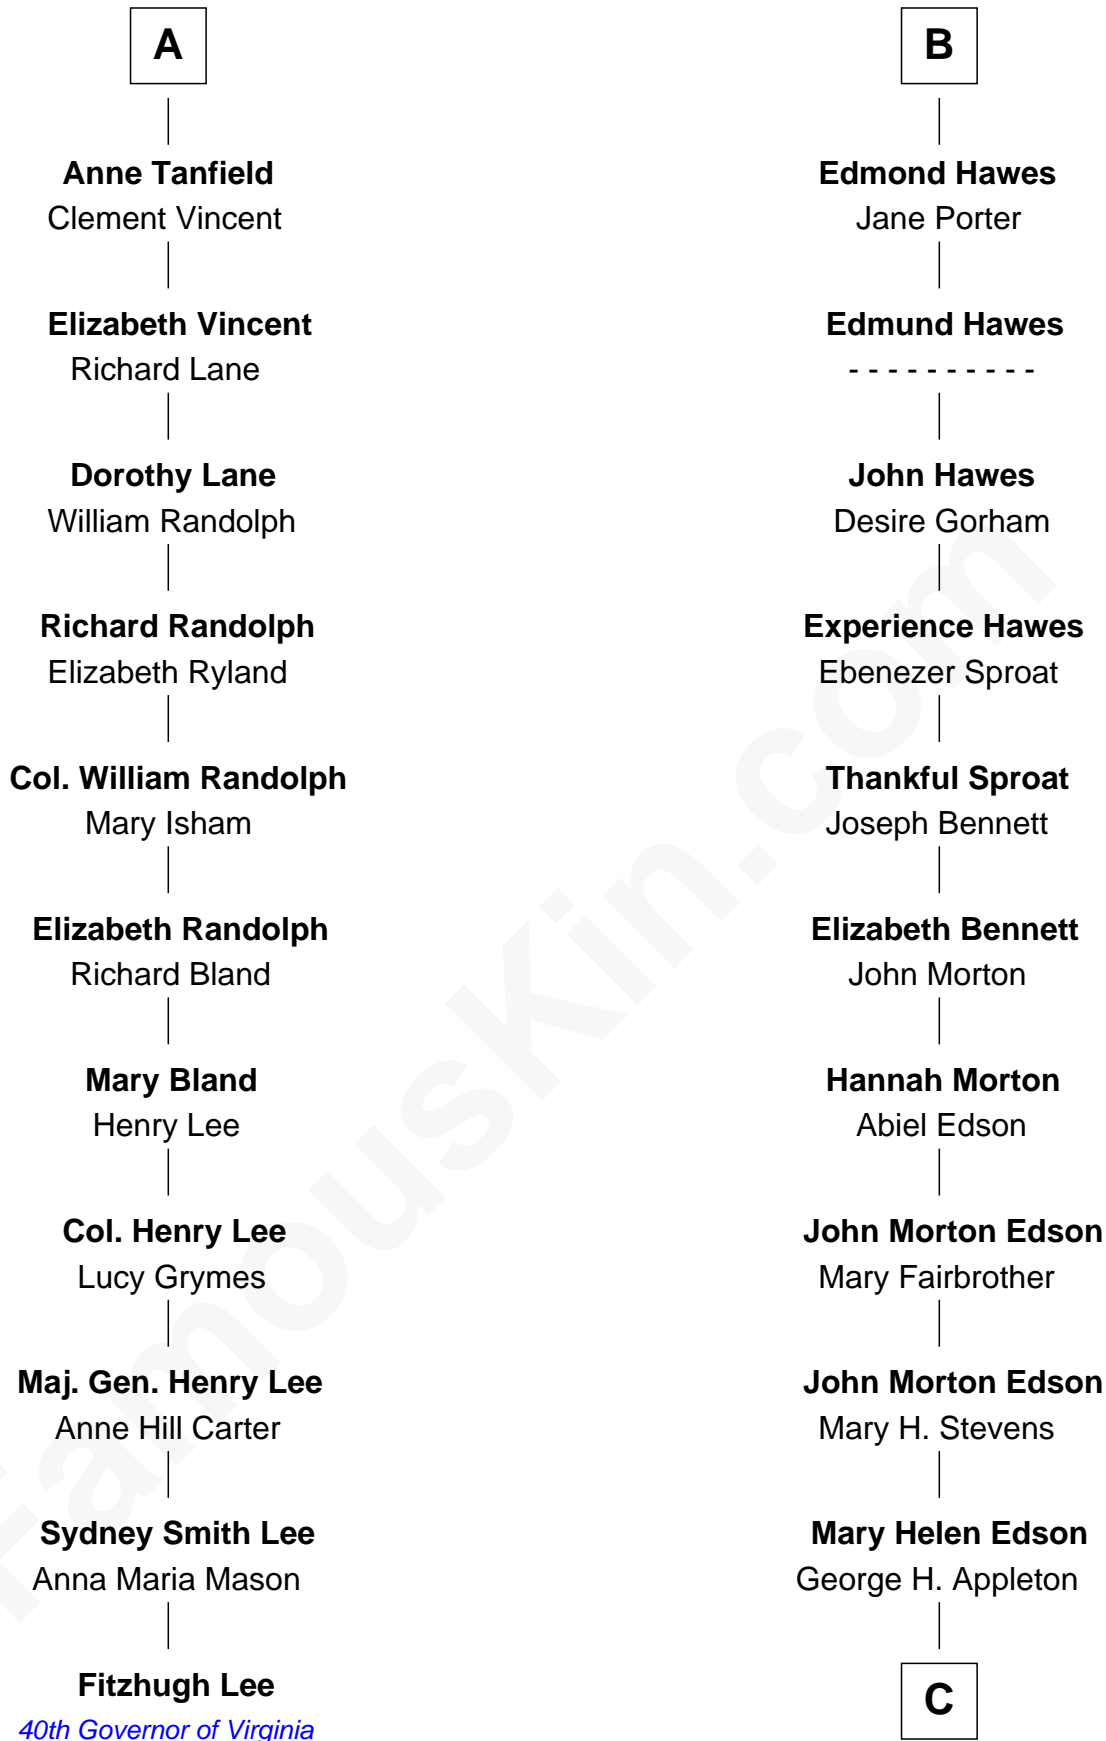 A
Anne Tanfield
Clement Vincent
Elizabeth Vincent
Richard Lane
Dorothy Lane
William Randolph
Richard Randolph
Elizabeth Ryland
Col. William Randolph
Mary Isham
Elizabeth Randolph
Richard Bland
Mary Bland
Henry Lee
Col. Henry Lee
Lucy Grymes
Maj. Gen. Henry Lee
Anne Hill Carter
Sydney Smith Lee
Anna Maria Mason
Fitzhugh Lee
40th Governor of Virginia
B
Edmond Hawes
Jane Porter
Edmund Hawes
- - - - - - - - - -
John Hawes
Desire Gorham
Experience Hawes
Ebenezer Sproat
Thankful Sproat
Joseph Bennett
Elizabeth Bennett
John Morton
Hannah Morton
Abiel Edson
John Morton Edson
Mary Fairbrother
John Morton Edson
Mary H. Stevens
Mary Helen Edson
George H. Appleton
C
FamousKin.com